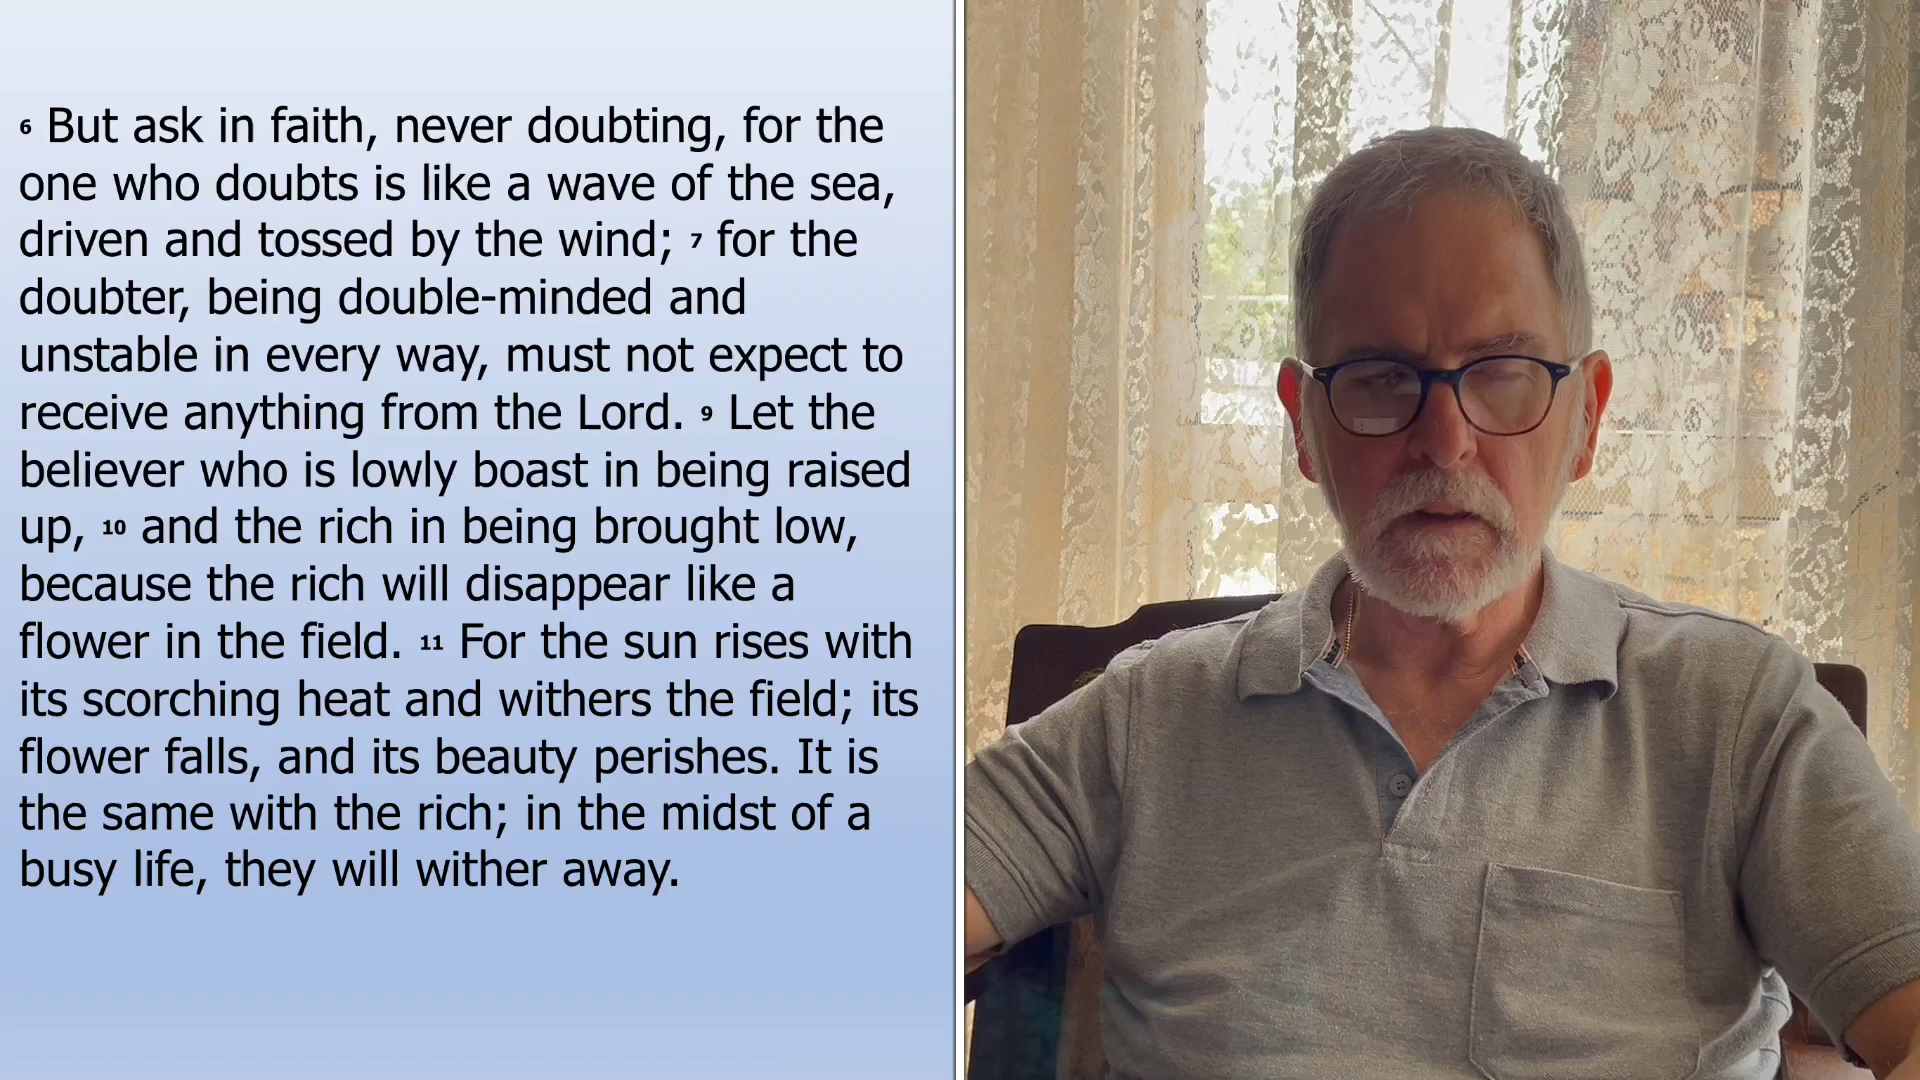 6 But ask in faith, never doubting, for the
one who doubts is like a wave of the sea,
driven and tossed by the wind; 7 for the
doubter, being double-minded and
unstable in every way, must not expect to
receive anything from the Lord. 9 Let the
believer who is lowly boast in being raised
up, 10 and the rich in being brought low,
because the rich will disappear like a
flower in the field. 11 For the sun rises with
its scorching heat and withers the field; its
flower falls, and its beauty perishes. It is
the same with the rich; in the midst of a
busy life, they will wither away.